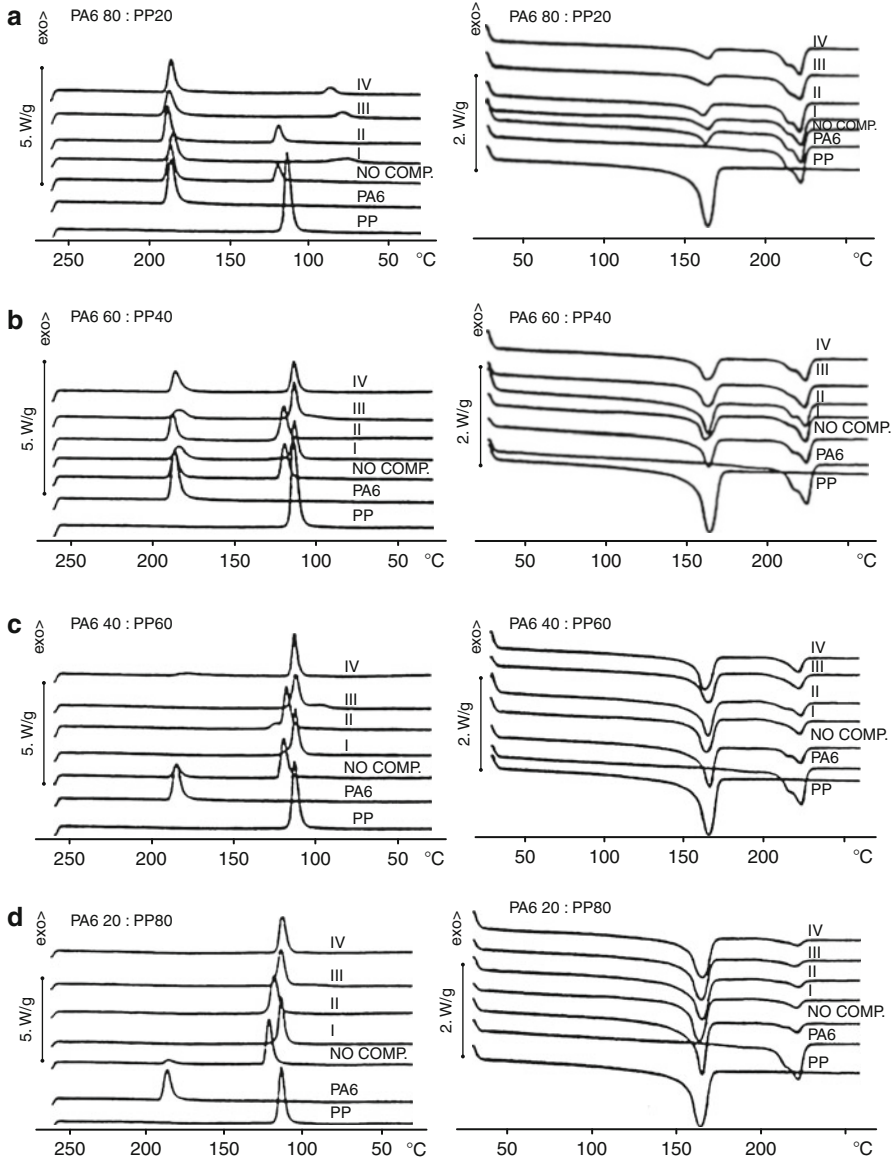 a PA6 80 : PP20
exo>
5. W/g
IV
III
II
I
NO COMP.
PA6
PP
250 200 150 100 50 °C
exo>
2. W/g
IV
III
II
I
NO COMP.
PA6
PP
50 100 150 200 °C
b PA6 60 : PP40
exo>
5. W/g
IV
III
II
I
NO COMP.
PA6
PP
250 200 150 100 50 °C
PA6 60 : PP40
exo>
2. W/g
IV
III
II
I
NO COMP.
PA6
PP
50 100 150 200 °C
c PA6 40 : PP60
exo>
5. W/g
IV
III
II
I
NO COMP.
PA6
PP
250 200 150 100 50 °C
PA6 40 : PP60
exo>
2. W/g
IV
III
II
I
NO COMP.
PA6
PP
50 100 150 200 °C
d PA6 20 : PP80
exo>
5. W/g
IV
III
II
I
NO COMP.
PA6
PP
250 200 150 100 50 °C
PA6 20 : PP80
exo>
2. W/g
IV
III
II
I
NO COMP.
PA6
PP
50 100 150 200 °C